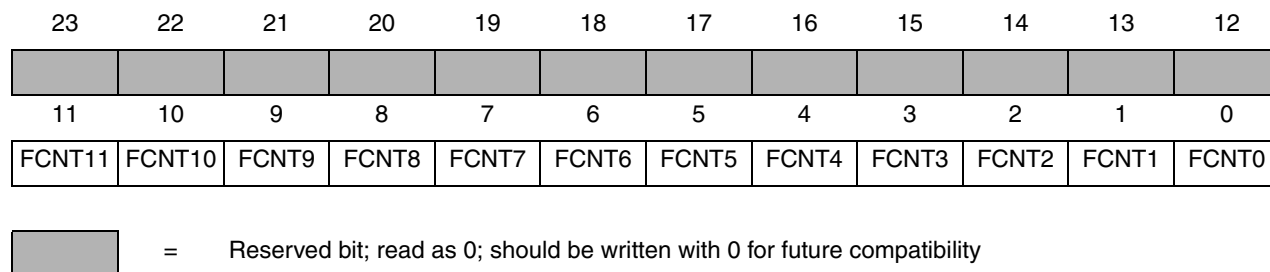 23 22 21 20 19 18 17 16 15 14 13 12
11 10 9 8 7 6 5 4 3 2 1 0
FCNT11 FCNT10 FCNT9 FCNT8 FCNT7 FCNT6 FCNT5 FCNT4 FCNT3 FCNT2 FCNT1 FCNT0
= Reserved bit; read as 0; should be written with 0 for future compatibility